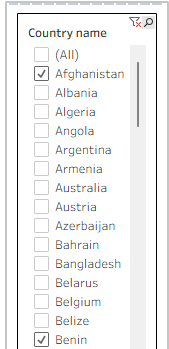 Country name
(All)
Afghanistan
Albania
Algeria
Angola
Argentina
Armenia
Australia
Austria
Azerbaijan
Bahrain
Bangladesh
Belarus
Belgium
Belize
Benin